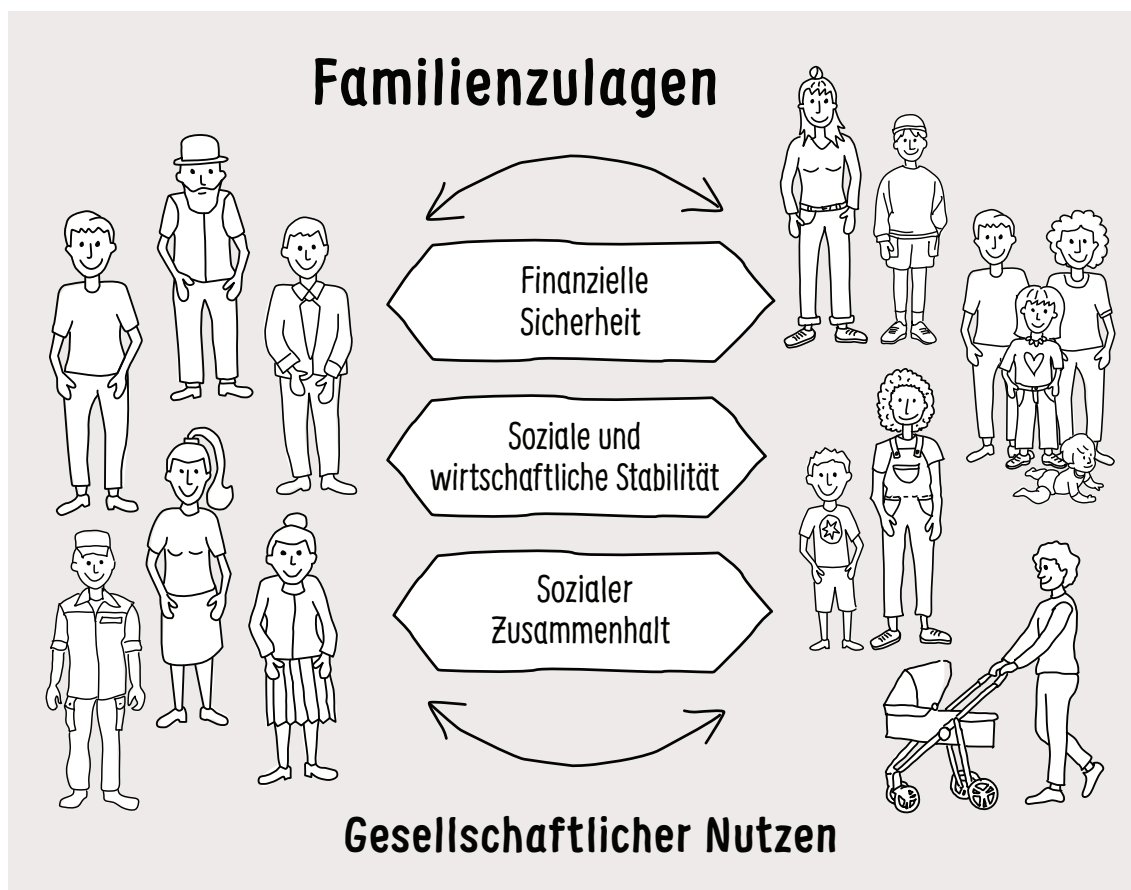 Familienzulagen
Finanzielle
Sicherheit
Soziale und
wirtschaftliche Stabilität
Sozialer
Zusammenhalt
Gesellschaftlicher Nutzen